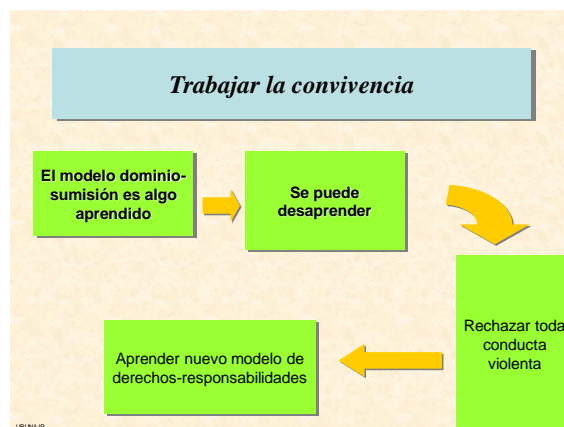 Trabajar la convivencia
El modelo dominio-
sumisión es algo
aprendido
Se puede
desaprender
Rechazar toda
conducta
violenta
Aprender nuevo modelo de
derechos-responsabilidades